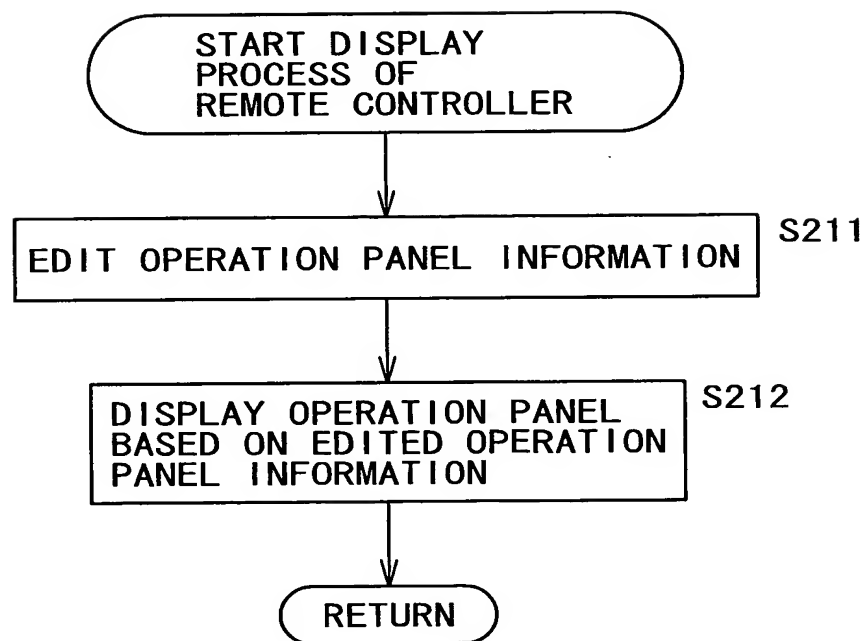 START DISPLAY
PROCESS OF
REMOTE CONTROLLER
S211
EDIT OPERATION PANEL INFORMATION
S212
DISPLAY OPERATION PANEL
BASED ON EDITED OPERATION
PANEL INFORMATION
RETURN